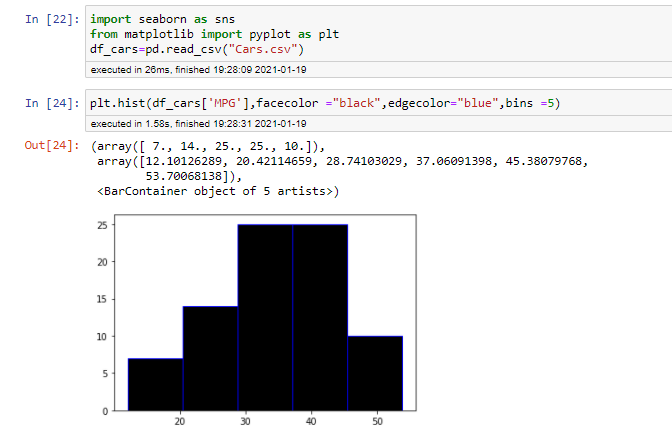 In [22]: import seaborn as sns
from matplotlib import pyplot as plt
df_cars=pd.read_csv("Cars.csv")
executed in 26ms, finished 19:28:09 2021-01-19
In [24]: plt.hist(df_cars['MPG'],facecolor ="black",edgecolor="blue",bins =5)
executed in 1.58s, finished 19:28:31 2021-01-19
Out[24]: (array([ 7., 14., 25., 25., 10.]),
array([12.10126289, 20.42114659, 28.74103029, 37.06091398, 45.38079768,
53.70068138]),
<BarContainer object of 5 artists>)
25
20
15
10
5
0
20 30 40 50